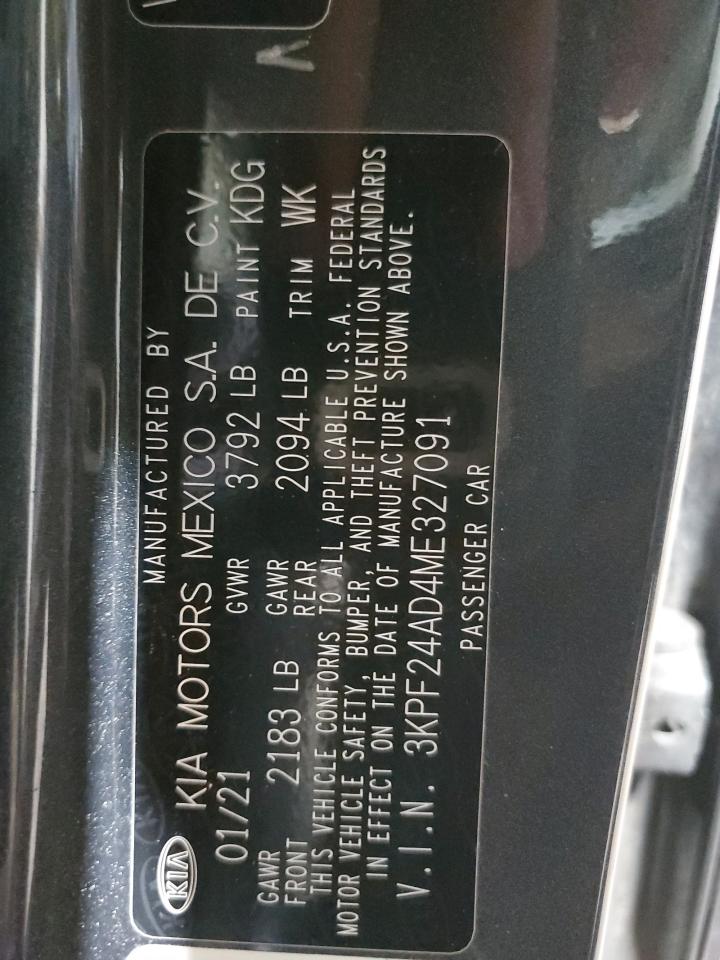 MANUFACTURED BY
KIA KIA MOTORS MEXICO S.A. DE C.V.
01/21 GVWR 3792 LB PAINT KDG
GAWR FRONT 2183 LB GAWR REAR 2094 LB TRIM WK
THIS VEHICLE CONFORMS TO ALL APPLICABLE U.S.A. FEDERAL
MOTOR VEHICLE SAFETY, BUMPER, AND THEFT PREVENTION STANDARDS
IN EFFECT ON THE DATE OF MANUFACTURE SHOWN ABOVE.
V.I.N. 3KPF24AD4ME327091
PASSENGER CAR